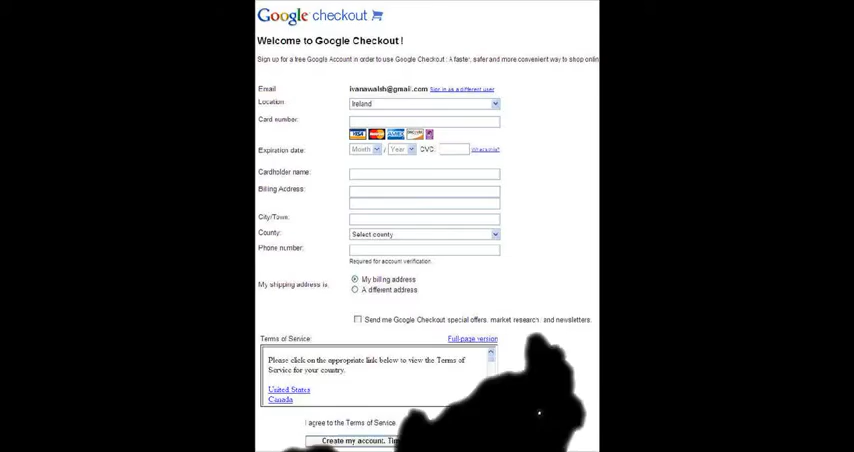 Google checkout
Welcome to Google Checkout!
Sign up for a free Google Account in order to use Google Checkout. A faster, safer and more convenient way to shop onlin
Email ivanawalsh@gmail.com Sign in as a different user
Location: Ireland
Card number:
VISA MasterCard AMEX DISCOVER
Expiration date: Month / Year CVC:
Cardholder name:
Billing Address:
City/Town:
County: Select county
Phone number:
Required for account verification.
My shipping address is: My billing address
A different address
Send me Google Checkout special offers, market research, and newsletters.
Terms of Service: Full-page version
Please click on the appropriate link below to view the Terms of
Service for your country.
United States
Canada
I agree to the Terms of Service.
Create my account.